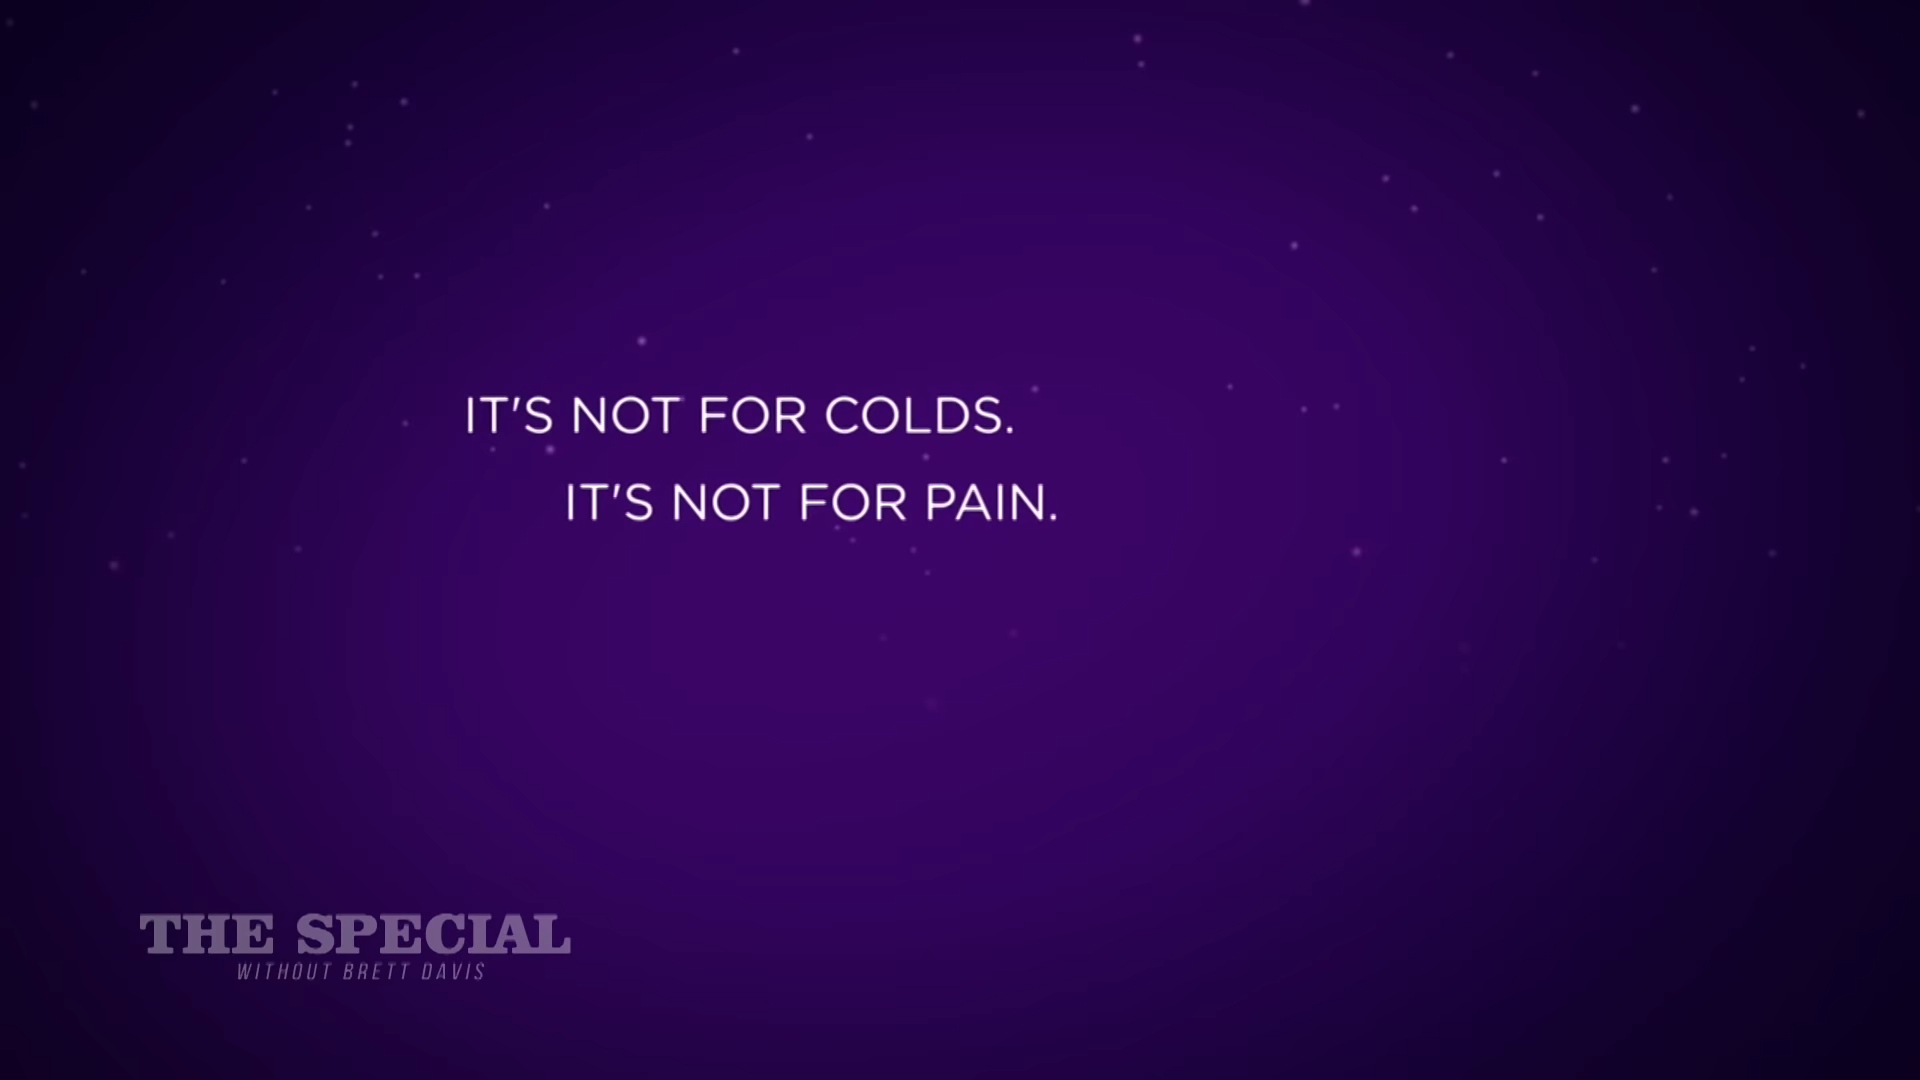 IT'S NOT FOR COLDS.
IT'S NOT FOR PAIN.
THE SPECIAL
WITHOUT BRETT DAVIS